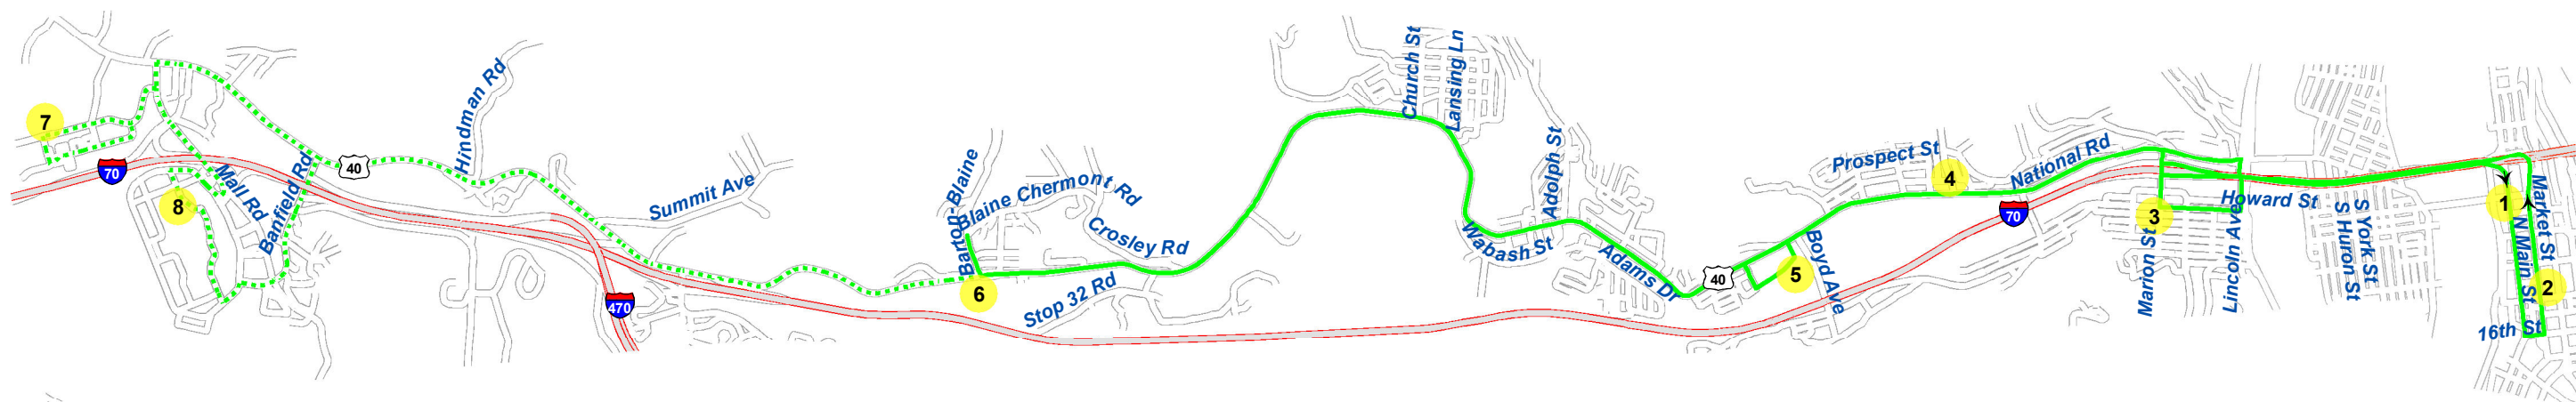 7
70
8
Mall Rd
Banfield Rd
40
Hindman Rd
470
Summit Ave
Barton-Blaine
Blaine Chermont Rd
Crosley Rd
6
Stop 32 Rd
Church St
Lansing Ln
Adolph St
Wabash St
Adams Dr
40
5
Boyd Ave
Prospect St
4
National Rd
70
3
Marion St
Howard St
Lincoln Ave
S Huron St
S York St
1
N Main St
Market St
2
16th St